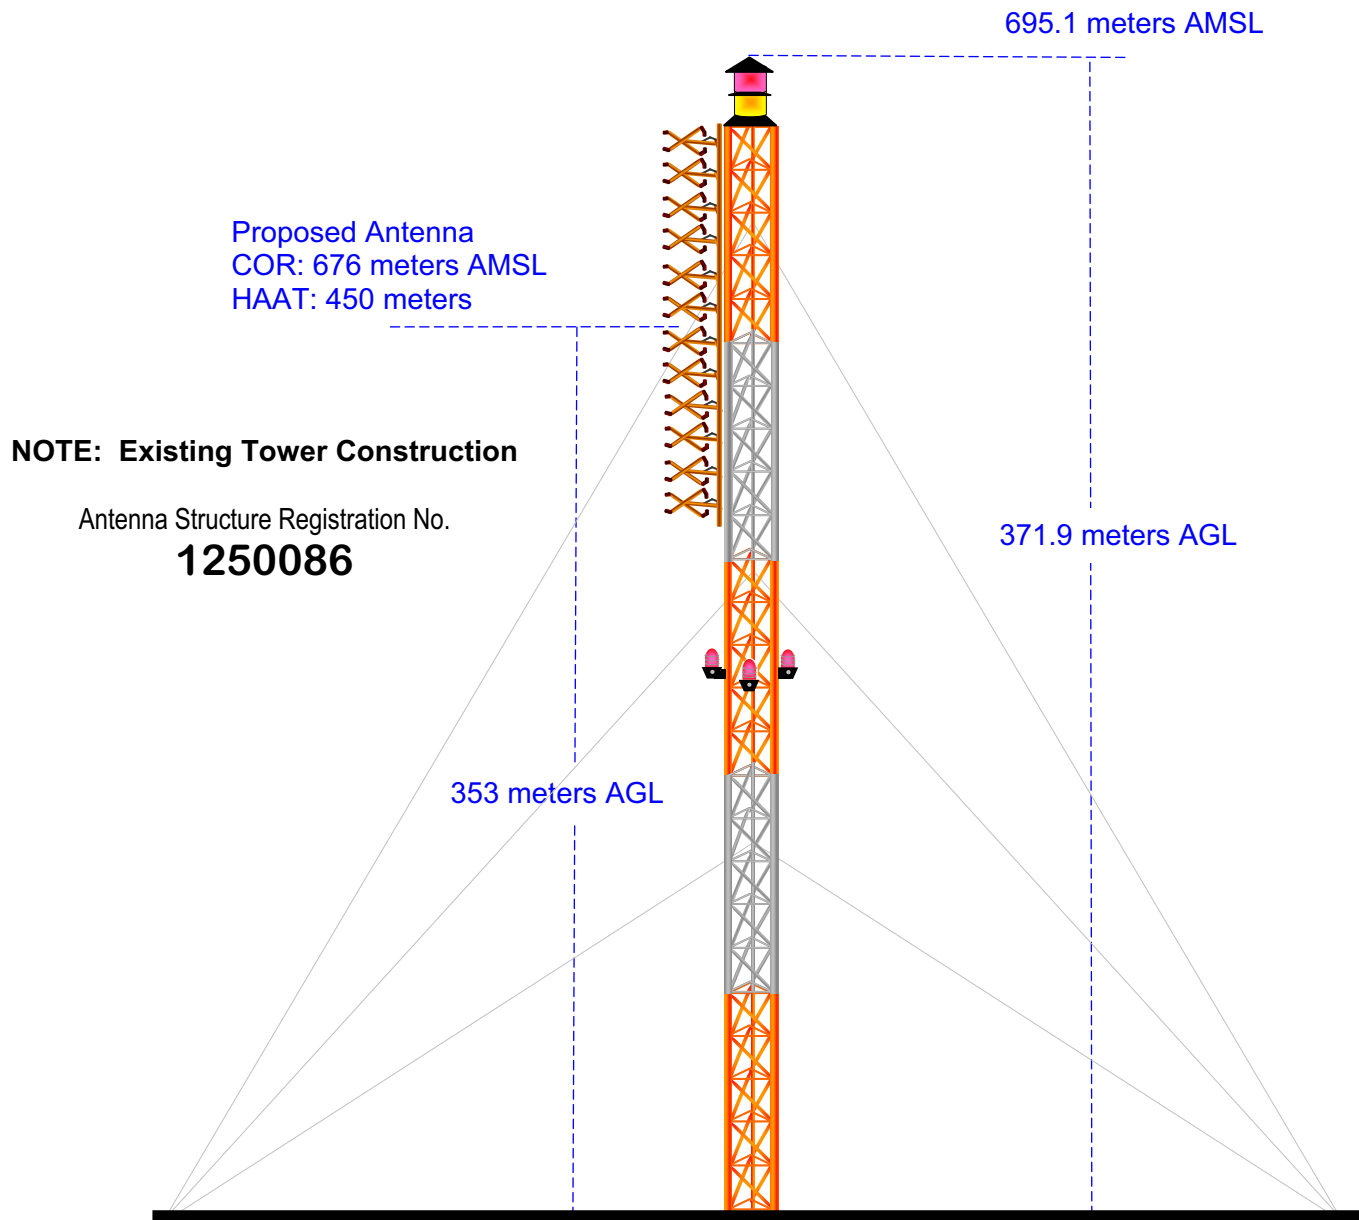 695.1 meters AMSL
Proposed Antenna
COR: 676 meters AMSL
HAAT: 450 meters
NOTE:  Existing Tower Construction
Antenna Structure Registration No.
1250086
371.9 meters AGL
353 meters AGL